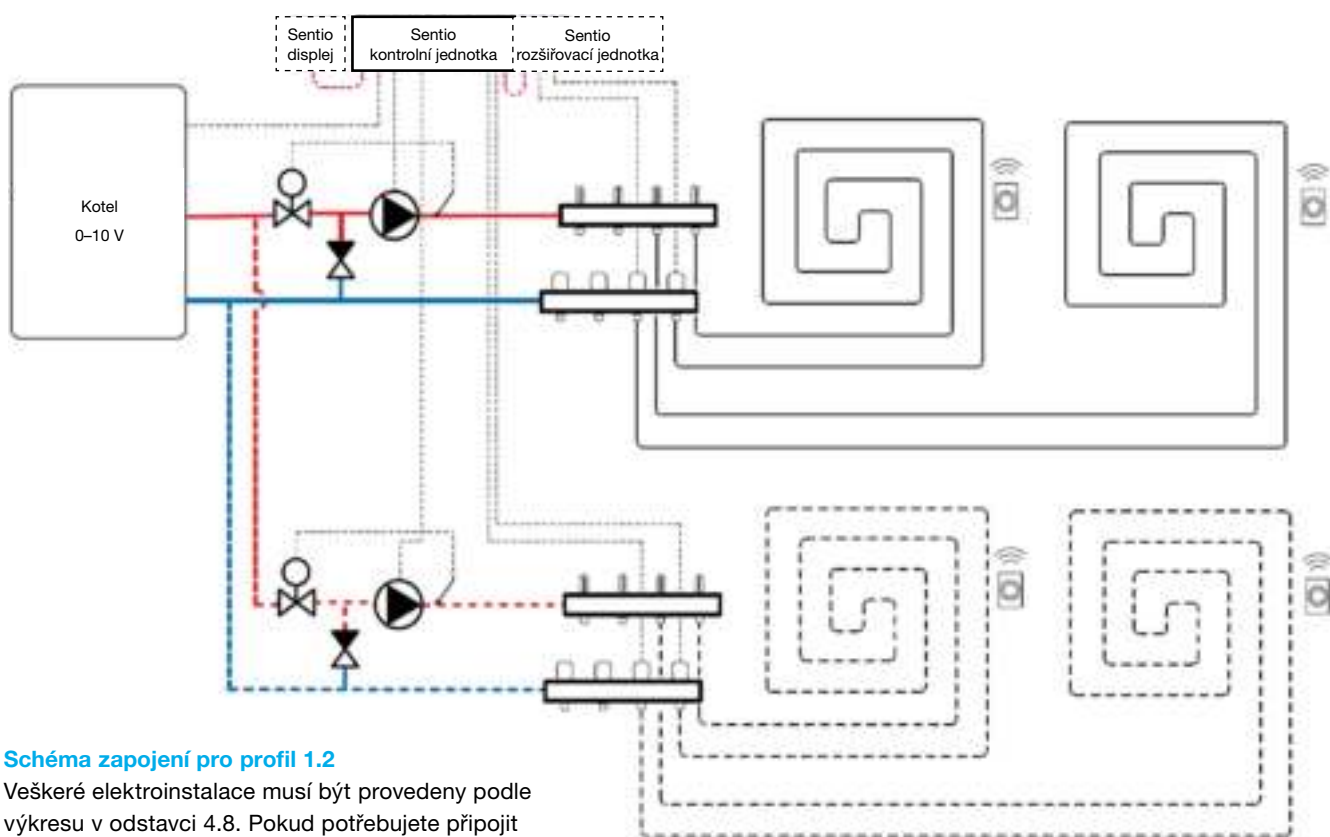 Sentio
displej
Sentio
kontrolní jednotka
Sentio
rozšiřovací jednotka
Kotel
0–10 V
Schéma zapojení pro profil 1.2
Veškeré elektroinstalace musí být provedeny podle
výkresu v odstavci 4.8. Pokud potřebujete připojit